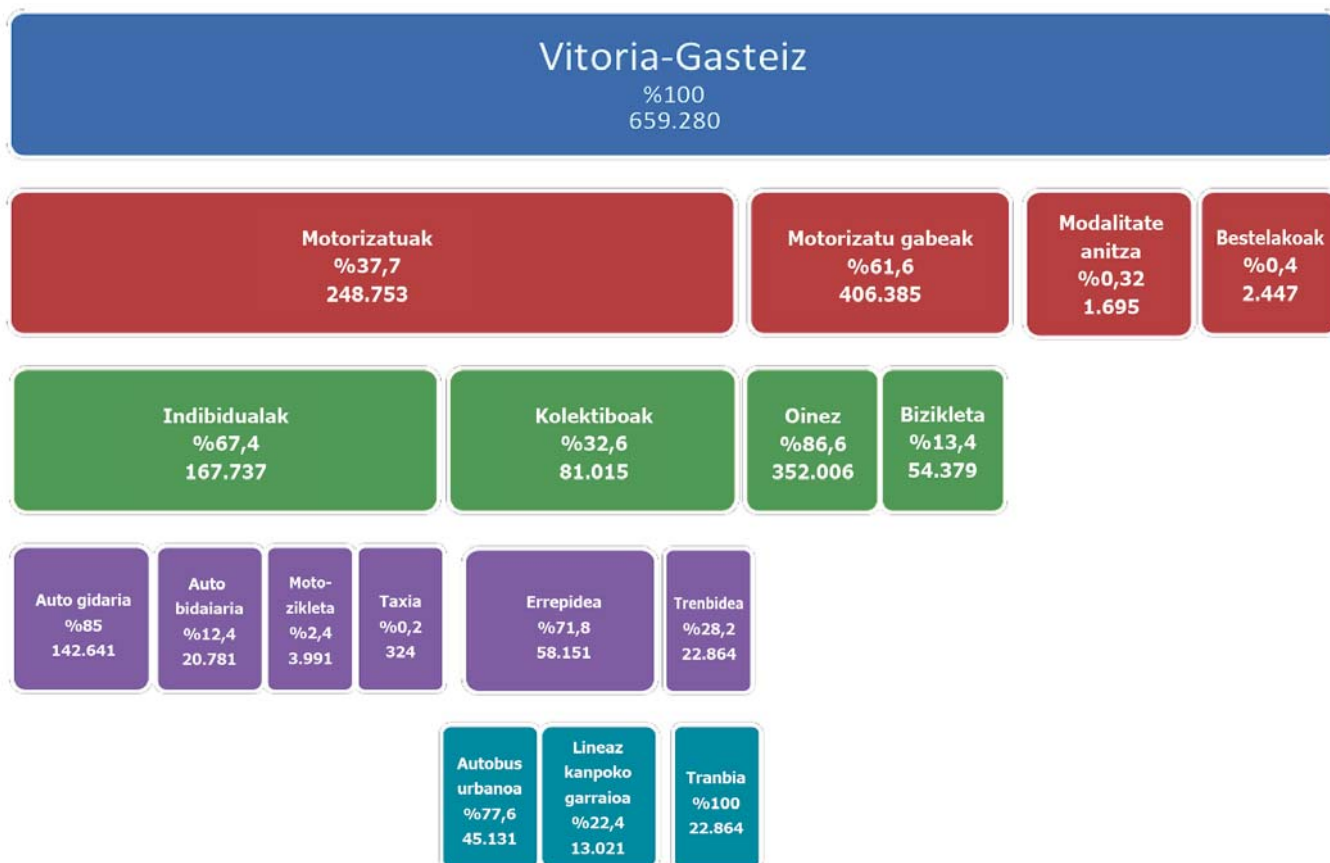 Vitoria-Gasteiz
%100
659.280
Motorizatuak
%37,7
248.753
Motorizatu gabeak
%61,6
406.385
Modalitate
anitza
%0,32
1.695
Bestelakoak
%0,4
2.447
Indibidualak
%67,4
167.737
Kolektiboak
%32,6
81.015
Oinez
%86,6
352.006
Bizikleta
%13,4
54.379
Auto gidaria
%85
142.641
Auto
bidaiaria
%12,4
20.781
Moto-
zikleta
%2,4
3.991
Taxia
%0,2
324
Errepidea
%71,8
58.151
Trenbidea
%28,2
22.864
Autobus
urbanoa
%77,6
45.131
Lineaz
kanpoko
garraioa
%22,4
13.021
Tranbia
%100
22.864